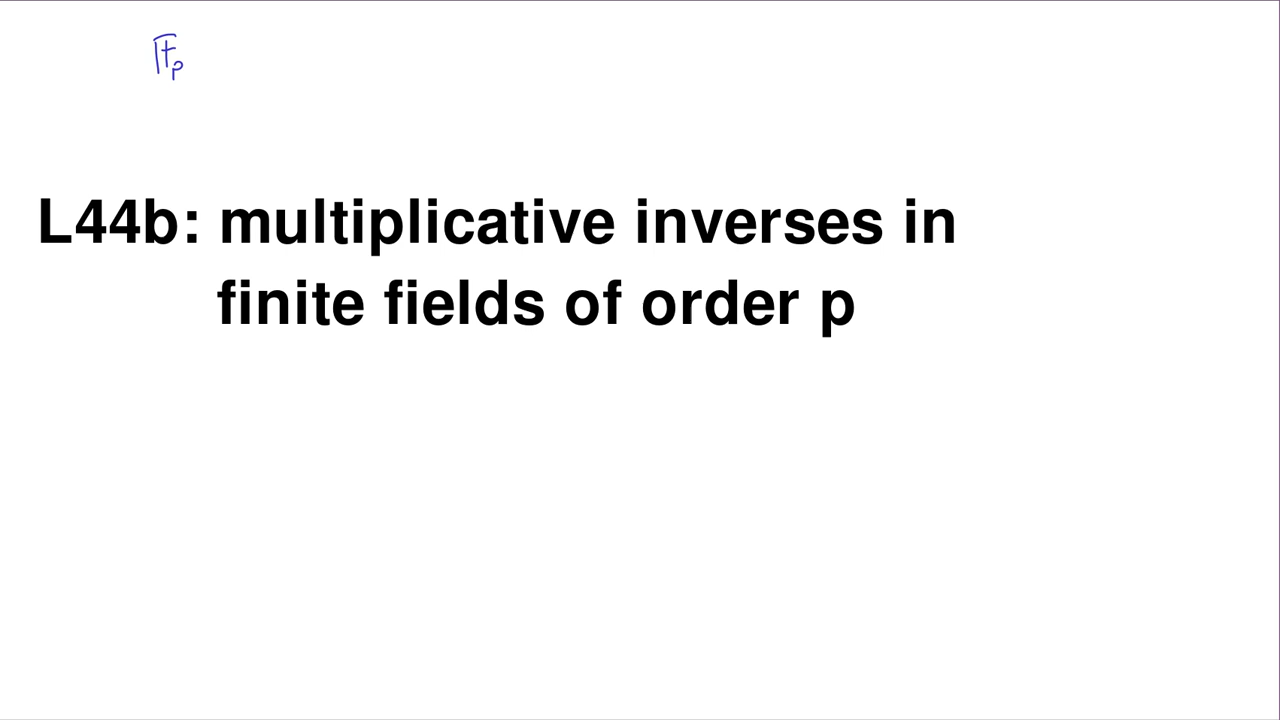 𝔽ₚ
L44b: multiplicative inverses in
finite fields of order p